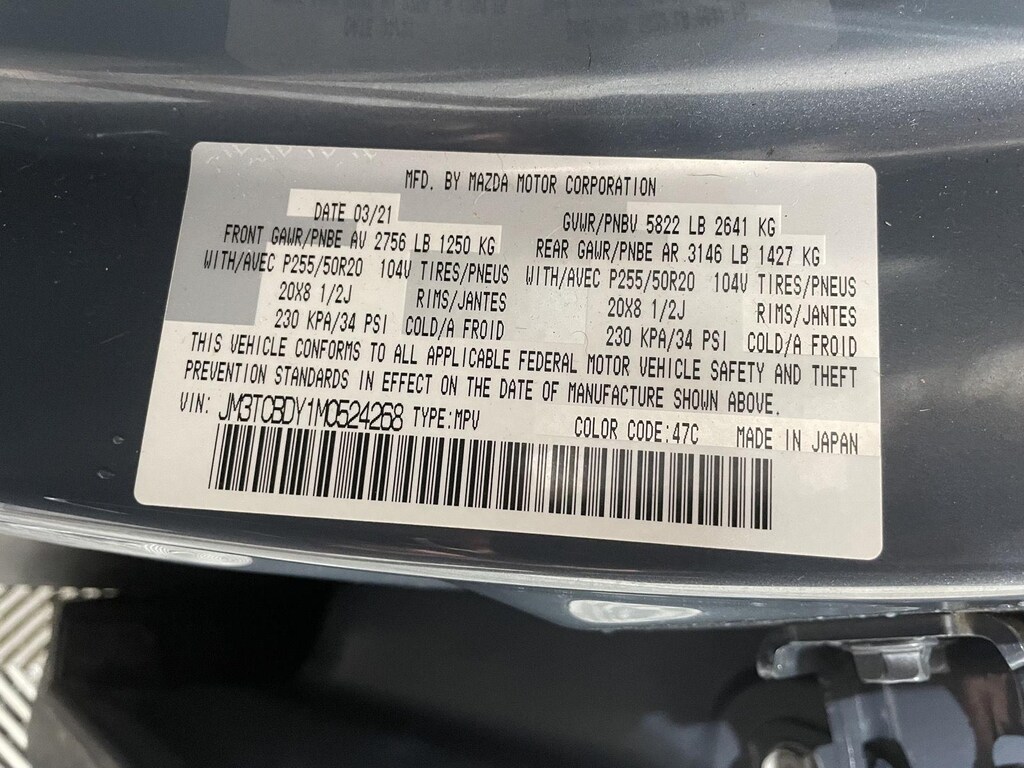 MFD. BY MAZDA MOTOR CORPORATION
DATE 03/21 GVWR/PNBV 5822 LB 2641 KG
FRONT GAWR/PNBE AV 2756 LB 1250 KG REAR GAWR/PNBE AR 3146 LB 1427 KG
WITH/AVEC P255/50R20 104V TIRES/PNEUS WITH/AVEC P255/50R20 104V TIRES/PNEUS
20X8 1/2J RIMS/JANTES 20X8 1/2J RIMS/JANTES
230 KPA/34 PSI COLD/A FROID 230 KPA/34 PSI COLD/A FROID
THIS VEHICLE CONFORMS TO ALL APPLICABLE FEDERAL MOTOR VEHICLE SAFETY AND THEFT
PREVENTION STANDARDS IN EFFECT ON THE DATE OF MANUFACTURE SHOWN ABOVE.
VIN: JM3TCBDY1M0524268 TYPE:MPV COLOR CODE:47C MADE IN JAPAN